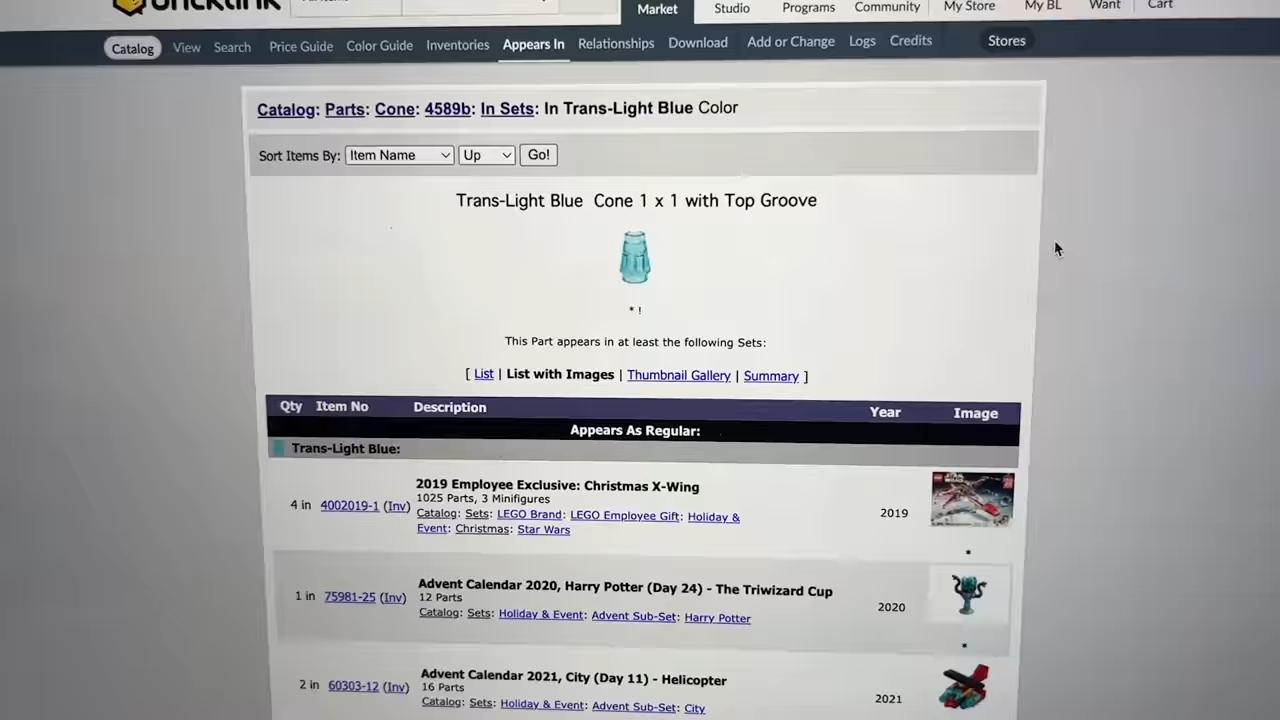 bricklink
Market Studio Programs Community My Store My BL Want Cart
Catalog View Search Price Guide Color Guide Inventories Appears In Relationships Download Add or Change Logs Credits Stores
Catalog: Parts: Cone: 4589b: In Sets: In Trans-Light Blue Color
Sort Items By: Item Name Up Go!
Trans-Light Blue Cone 1 x 1 with Top Groove
* !
This Part appears in at least the following Sets:
[ List | List with Images | Thumbnail Gallery | Summary ]
Qty Item No Description Year Image
Appears As Regular:
Trans-Light Blue:
2019 Employee Exclusive: Christmas X-Wing
1025 Parts, 3 Minifigures
4 in 4002019-1 (Inv) Catalog: Sets: LEGO Brand: LEGO Employee Gift: Holiday & 2019
Event: Christmas: Star Wars
*
Advent Calendar 2020, Harry Potter (Day 24) - The Triwizard Cup
1 in 75981-25 (Inv) 12 Parts 2020
Catalog: Sets: Holiday & Event: Advent Sub-Set: Harry Potter
*
Advent Calendar 2021, City (Day 11) - Helicopter
2 in 60303-12 (Inv) 16 Parts 2021
Catalog: Sets: Holiday & Event: Advent Sub-Set: City